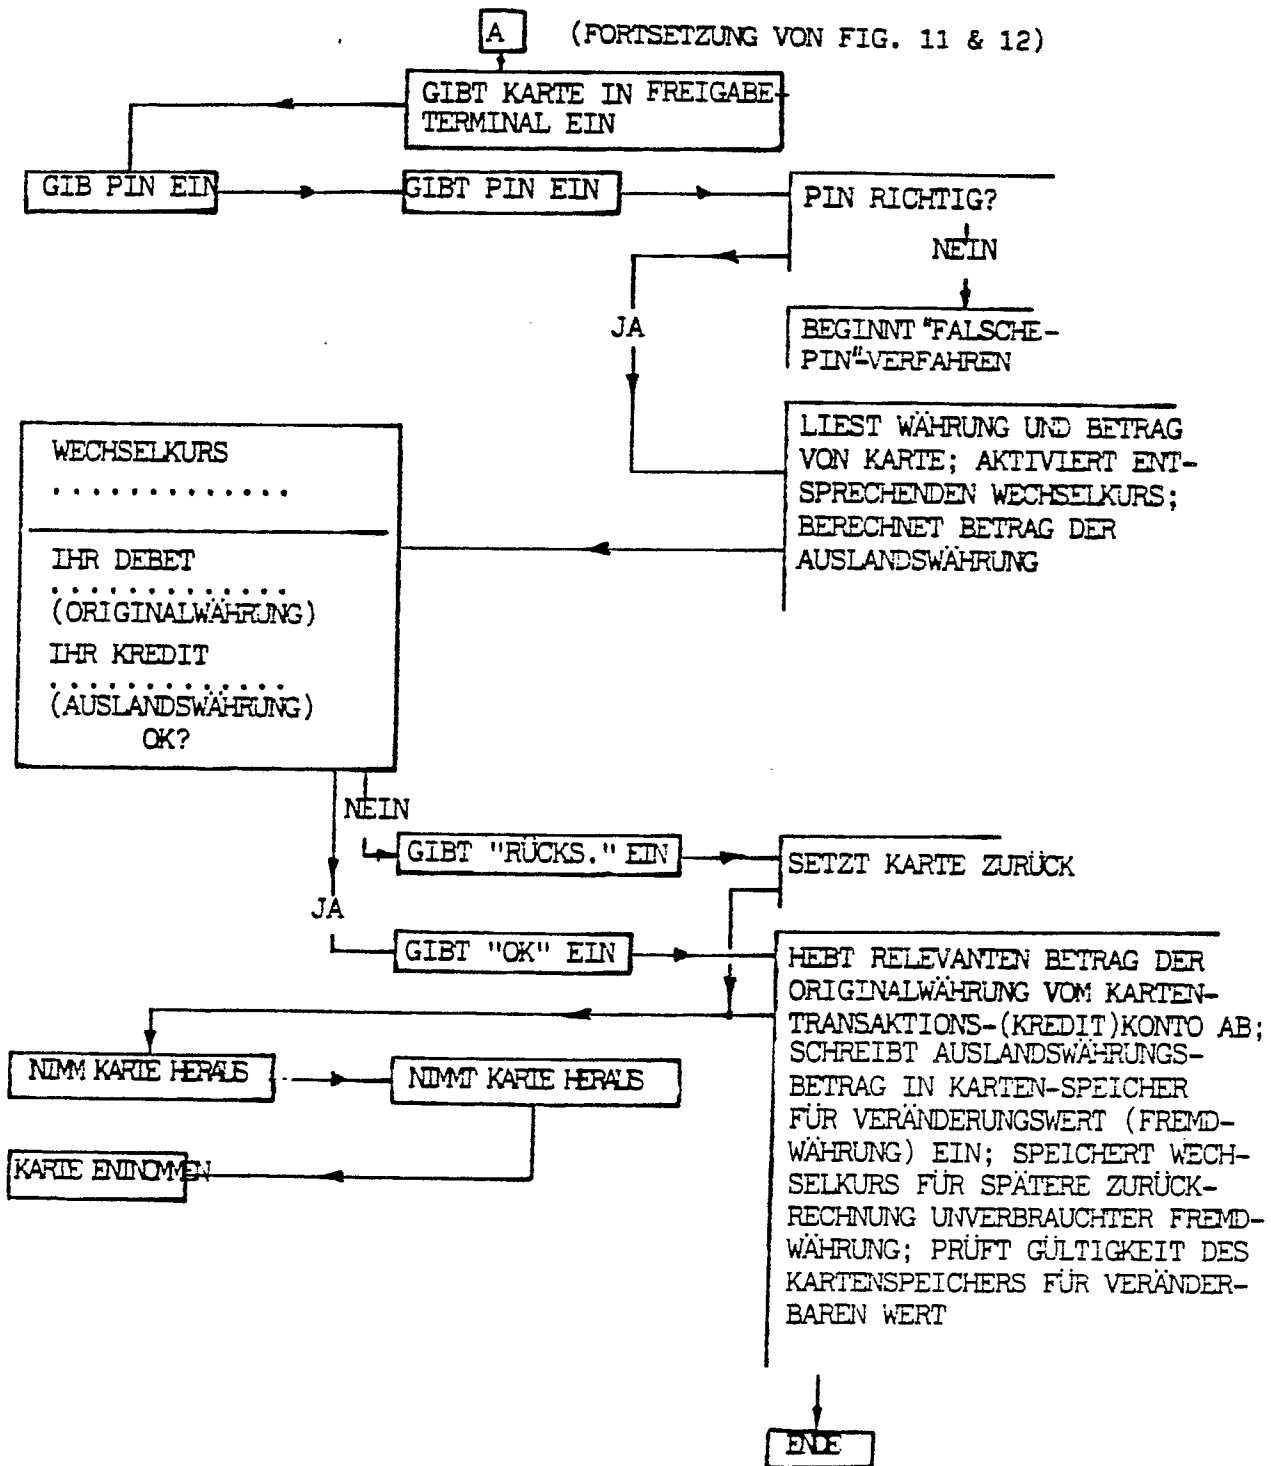 A (FORTSETZUNG VON FIG. 11 & 12)
GIBT KARTE IN FREIGABE-
TERMINAL EIN
GIB PIN EIN
GIBT PIN EIN
PIN RICHTIG?
NEIN
JA
BEGINNT "FALSCHE-
PIN"-VERFAHREN
LIEST WÄHRUNG UND BETRAG
VON KARTE; AKTIVIERT ENT-
SPRECHENDEN WECHSELKURS;
BERECHNET BETRAG DER
AUSLANDSWÄHRUNG
WECHSELKURS
.............
IHR DEBET
.............
(ORIGINALWÄHRUNG)
IHR KREDIT
.............
(AUSLANDSWÄHRUNG)
OK?
NEIN
GIBT "RÜCKS." EIN
SETZT KARTE ZURÜCK
JA
GIBT "OK" EIN
HEBT RELEVANTEN BETRAG DER
ORIGINALWÄHRUNG VOM KARTEN-
TRANSAKTIONS-(KREDIT)KONTO AB;
SCHREIBT AUSLANDSWÄHRUNGS-
BETRAG IN KARTEN-SPEICHER
FÜR VERÄNDERUNGSWERT (FREMD-
WÄHRUNG) EIN; SPEICHERT WECH-
SELKURS FÜR SPÄTERE ZURÜCK-
RECHNUNG UNVERBRAUCHTER FREMD-
WÄHRUNG; PRÜFT GÜLTIGKEIT DES
KARTENSPEICHERS FÜR VERÄNDER-
BAREN WERT
NIMM KARTE HERAUS
NIMMT KARTE HERAUS
KARTE ENTNOMMEN
ENDE